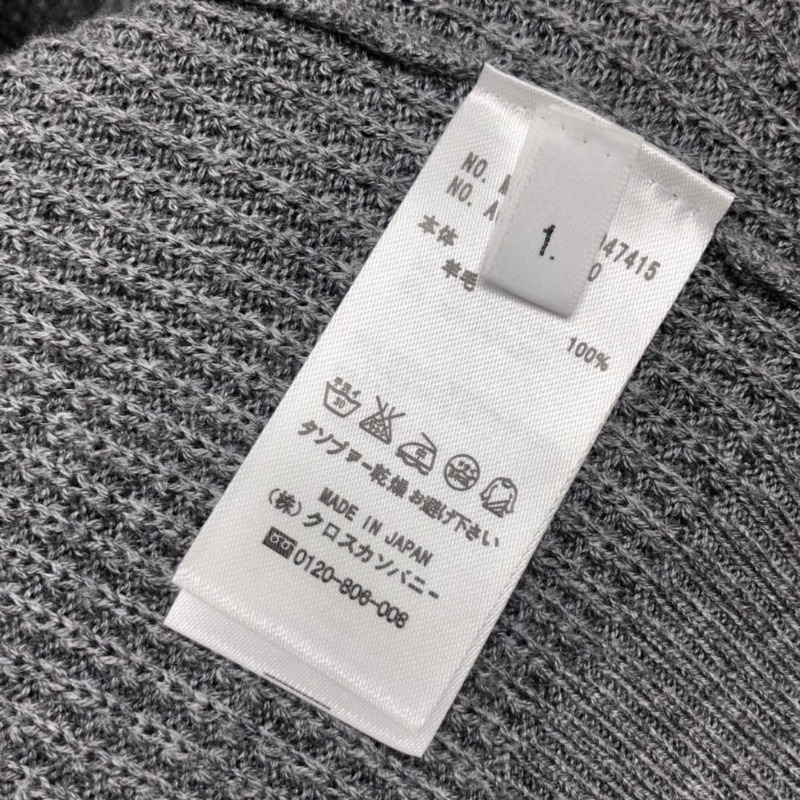 1.
NO.
NO.
47415
本体
羊毛
100%
タンブラー乾燥お避け下さい
MADE IN JAPAN
(株)クロスカンパニー
0120-806-008